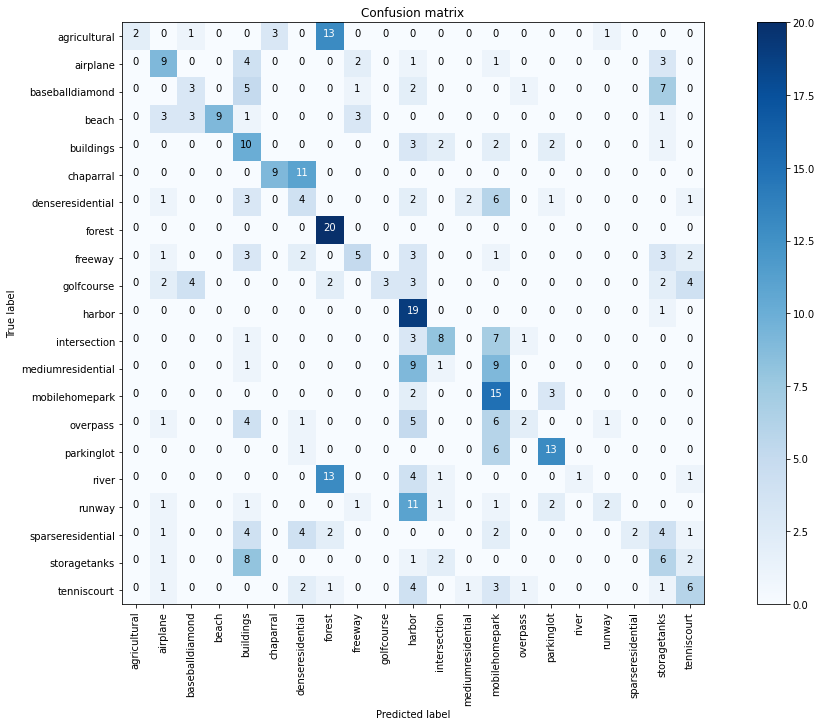 Confusion matrix
agricultural 2 0 1 0 0 3 0 13 0 0 0 0 0 0 0 0 0 1 0 0 0
airplane 0 9 0 0 4 0 0 0 2 0 1 0 0 1 0 0 0 0 0 3 0
baseballdiamond 0 0 3 0 5 0 0 0 1 0 2 0 0 0 1 0 0 0 0 7 0
beach 0 3 3 9 1 0 0 0 3 0 0 0 0 0 0 0 0 0 0 1 0
buildings 0 0 0 0 10 0 0 0 0 0 3 2 0 2 0 2 0 0 0 1 0
chaparral 0 0 0 0 0 9 11 0 0 0 0 0 0 0 0 0 0 0 0 0 0
denseresidential 0 1 0 0 3 0 4 0 0 0 2 0 2 6 0 1 0 0 0 0 1
forest 0 0 0 0 0 0 0 20 0 0 0 0 0 0 0 0 0 0 0 0 0
freeway 0 1 0 0 3 0 2 0 5 0 3 0 0 1 0 0 0 0 0 3 2
golfcourse 0 2 4 0 0 0 0 2 0 3 3 0 0 0 0 0 0 0 0 2 4
harbor 0 0 0 0 0 0 0 0 0 0 19 0 0 0 0 0 0 0 0 1 0
intersection 0 0 0 0 1 0 0 0 0 0 3 8 0 7 1 0 0 0 0 0 0
mediumresidential 0 0 0 0 1 0 0 0 0 0 9 1 0 9 0 0 0 0 0 0 0
mobilehomepark 0 0 0 0 0 0 0 0 0 0 2 0 0 15 0 3 0 0 0 0 0
overpass 0 1 0 0 4 0 1 0 0 0 5 0 0 6 2 0 0 1 0 0 0
parkinglot 0 0 0 0 0 0 1 0 0 0 0 0 0 6 0 13 0 0 0 0 0
river 0 0 0 0 0 0 0 13 0 0 4 1 0 0 0 0 1 0 0 0 1
runway 0 1 0 0 1 0 0 0 1 0 11 1 0 1 0 2 0 2 0 0 0
sparseresidential 0 1 0 0 4 0 4 2 0 0 0 0 0 2 0 0 0 0 2 4 1
storagetanks 0 1 0 0 8 0 0 0 0 0 1 2 0 0 0 0 0 0 0 6 2
tenniscourt 0 1 0 0 0 0 2 1 0 0 4 0 1 3 1 0 0 0 0 1 6
True label
agricultural
airplane
baseballdiamond
beach
buildings
chaparral
denseresidential
forest
freeway
golfcourse
harbor
intersection
mediumresidential
mobilehomepark
overpass
parkinglot
river
runway
sparseresidential
storagetanks
tenniscourt
Predicted label
20.0
17.5
15.0
12.5
10.0
7.5
5.0
2.5
0.0